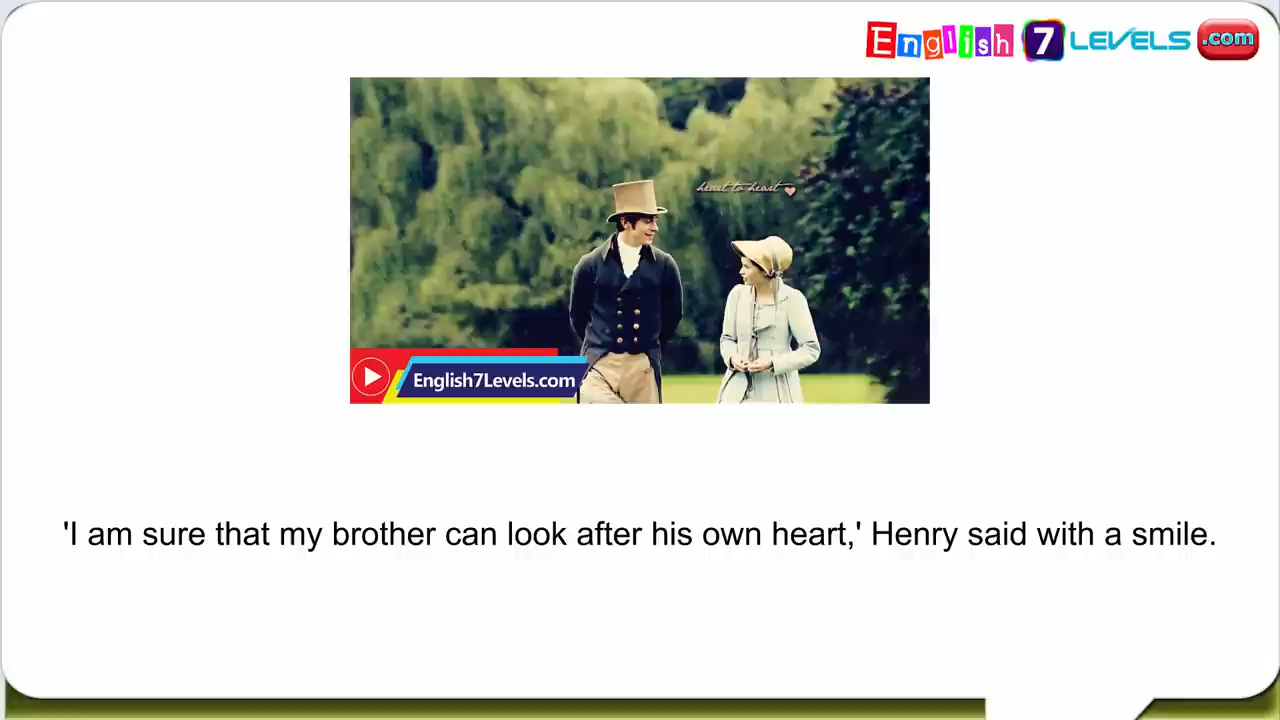 English 7 LEVELS .com
heart to heart
English7Levels.com
'I am sure that my brother can look after his own heart,' Henry said with a smile.